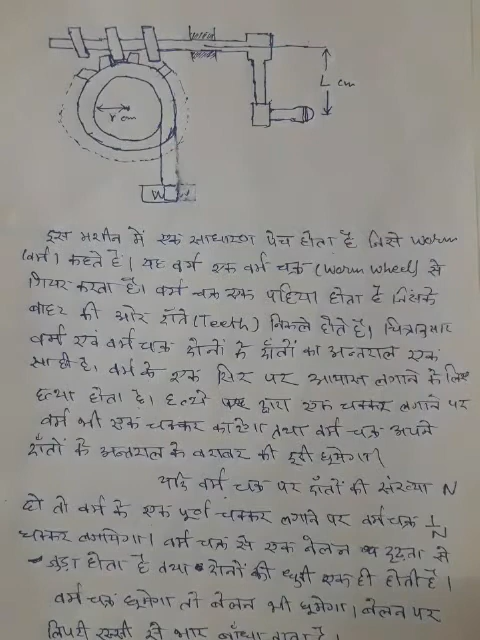 L cm
r cm
W
इस मशीन में एक साधारण पेच होता है जिसे worm
(वर्म) कहते हैं। यह वर्म एक वर्म चक्र (worm wheel) से
गियर करता है। वर्म चक्र एक पहिया होता है जिसके
बाहर की ओर दाँते (Teeth) निकले होते हैं। चित्रानुसार
वर्म एवं वर्म चक्र दोनों के दाँतों का अन्तराल एक
सा ही है। वर्म के एक सिरे पर आयास लगाने के लिए
हत्था होता है। हत्थे द्वारा एक चक्कर लगाने पर
वर्म भी एक चक्कर काटेगा तथा वर्म चक्र अपने
दाँतों के अन्तराल के बराबर की दूरी घूमेगा।
यदि वर्म चक्र पर दाँतों की संख्या N
हो तो वर्म के एक पूर्ण चक्कर लगाने पर वर्म चक्र 1/N
चक्कर लगायेगा। वर्म चक्र से एक बेलन दृढ़ता से
जुड़ा होता है तथा दोनों की धुरी एक ही होती है।
वर्म चक्र घूमेगा तो बेलन भी घूमेगा। बेलन पर
लिपटी रस्सी से भार बाँधा जाता है।